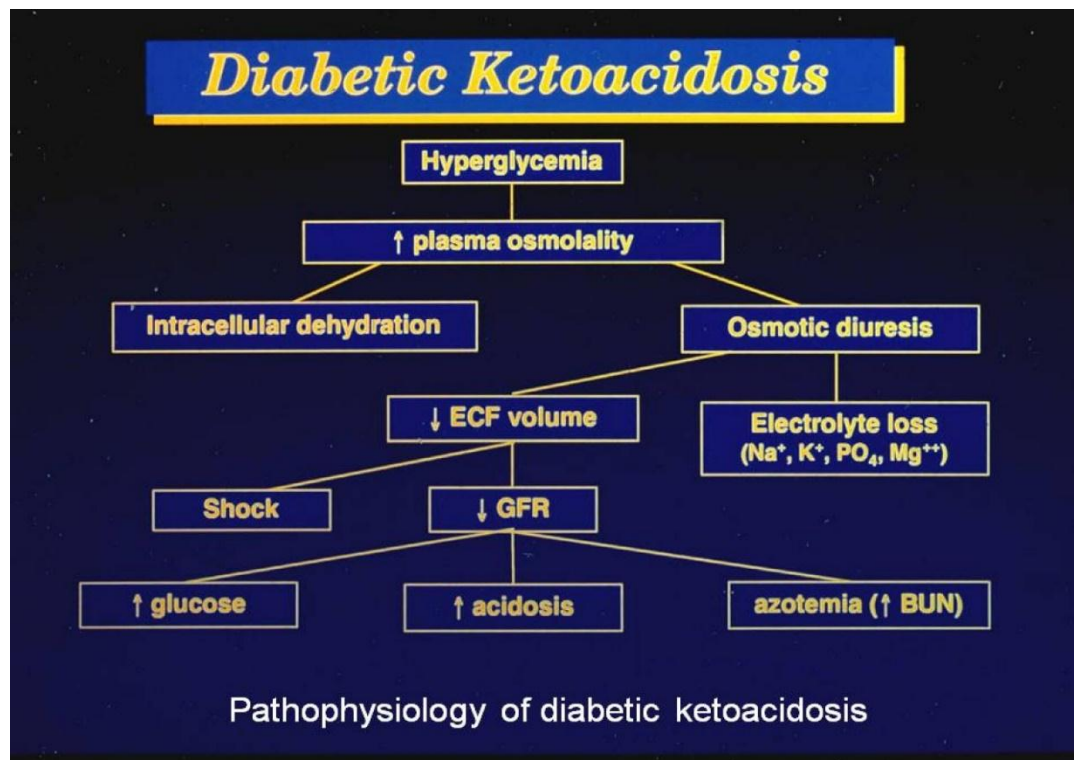 Diabetic Ketoacidosis
Hyperglycemia
↑ plasma osmolality
Intracellular dehydration
Osmotic diuresis
↓ ECF volume
Electrolyte loss
(Na⁺, K⁺, PO₄, Mg⁺⁺)
Shock
↓ GFR
↑ glucose
↑ acidosis
azotemia (↑ BUN)
Pathophysiology of diabetic ketoacidosis